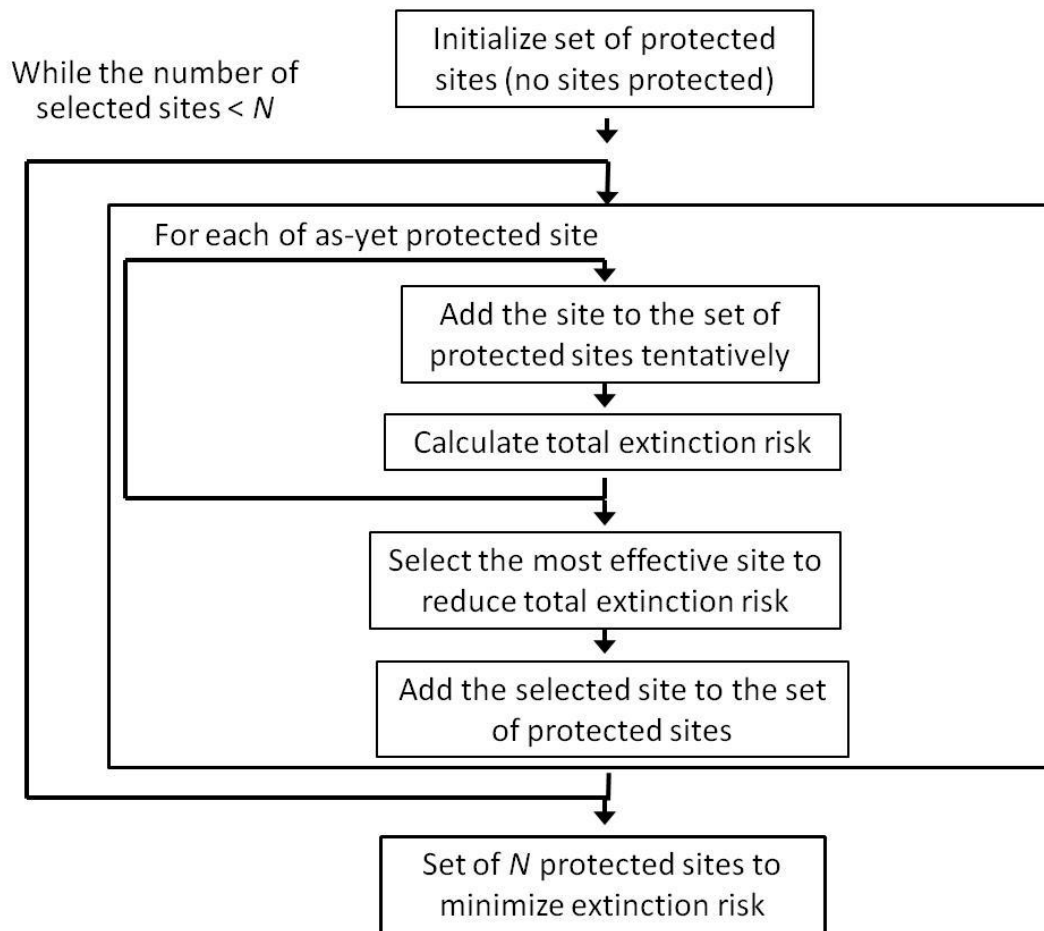 Initialize set of protected
sites (no sites protected)
While the number of
selected sites < N
For each of as-yet protected site
Add the site to the set of
protected sites tentatively
Calculate total extinction risk
Select the most effective site to
reduce total extinction risk
Add the selected site to the set
of protected sites
Set of N protected sites to
minimize extinction risk